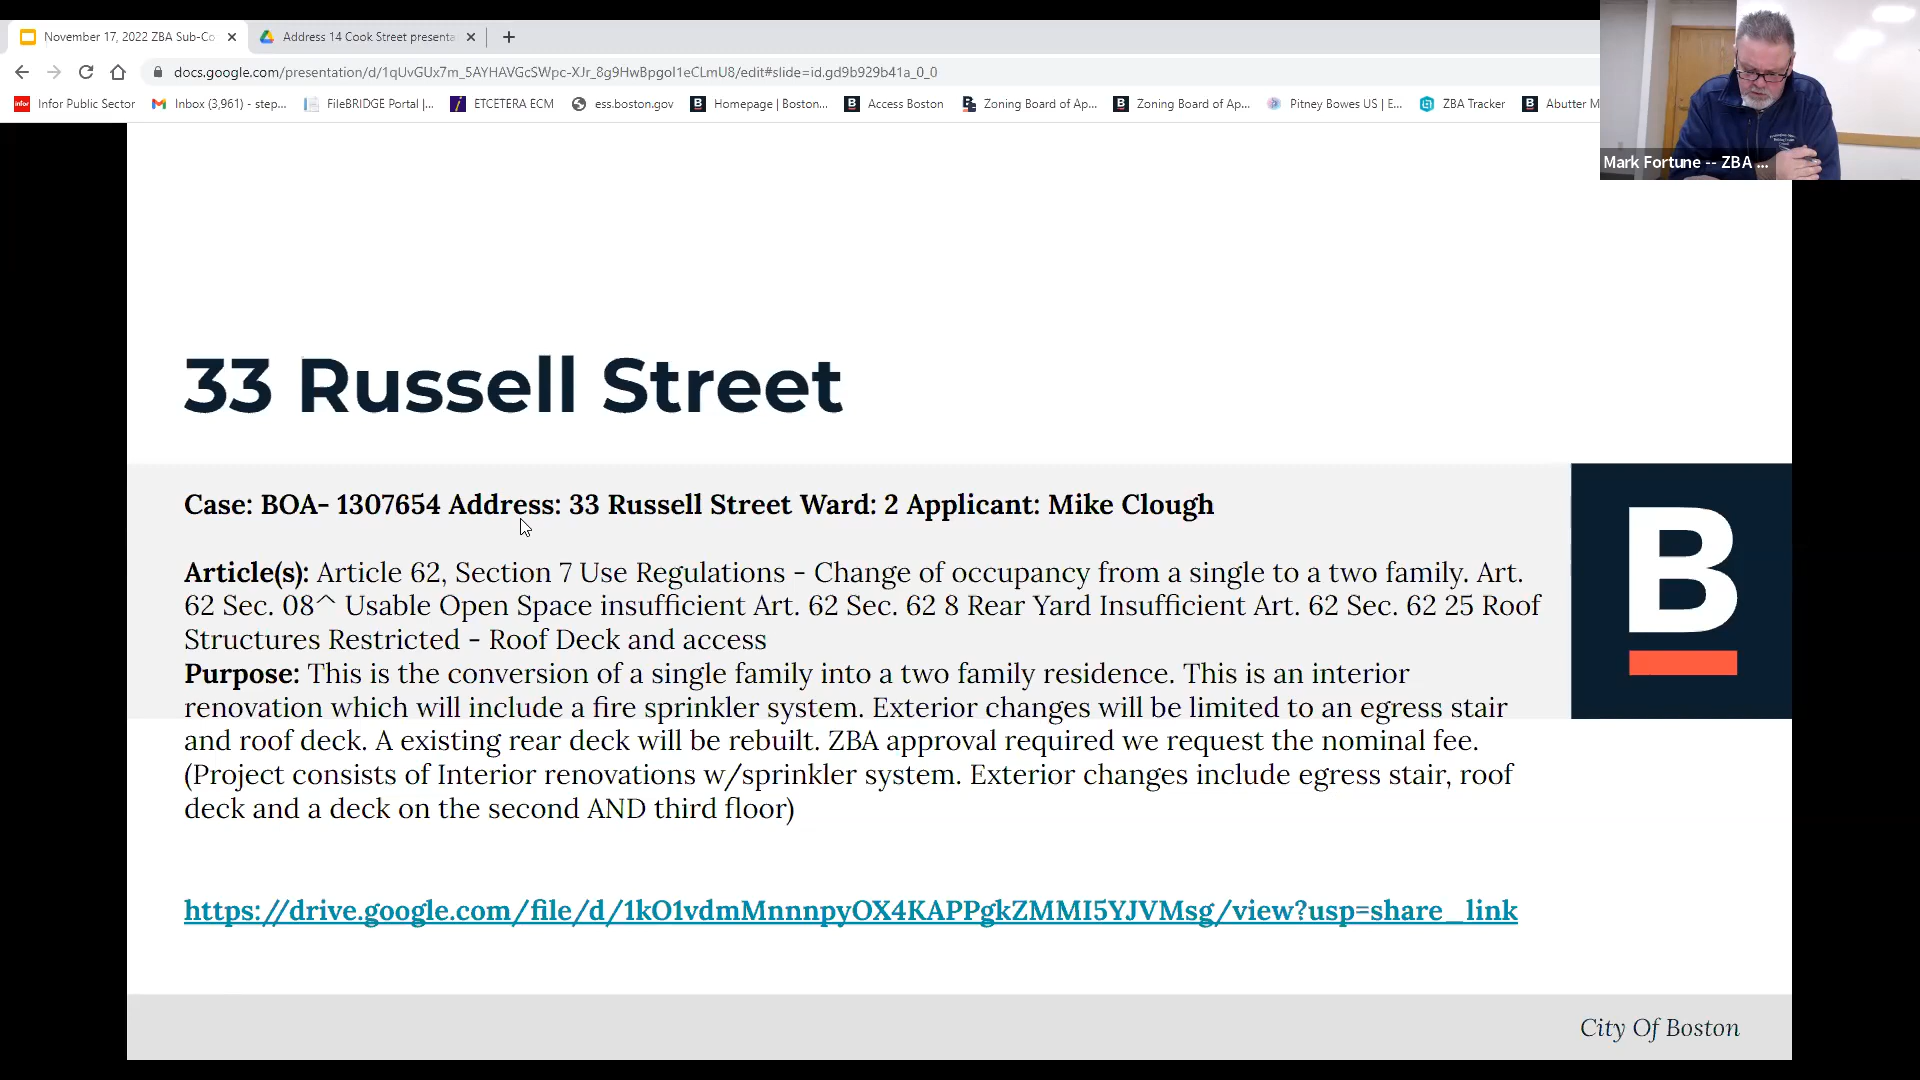 November 17, 2022 ZBA Sub-Co
Address 14 Cook Street presenta
docs.google.com/presentation/d/1qUvGUx7m_5AYHAVGcSWpc-XJr_8g9HwBpgoI1eCLmU8/edit#slide=id.gd9b929b41a_0_0
infor Infor Public Sector Inbox (3,961) - step... FileBRIDGE Portal |... ETCETERA ECM ess.boston.gov B Homepage | Boston... B Access Boston Zoning Board of Ap... B Zoning Board of Ap... Pitney Bowes US | E... ZBA Tracker B Abutter M
Mark Fortune -- ZBA ...
33 Russell Street
Case: BOA- 1307654 Address: 33 Russell Street Ward: 2 Applicant: Mike Clough
Article(s): Article 62, Section 7 Use Regulations - Change of occupancy from a single to a two family. Art.
62 Sec. 08^ Usable Open Space insufficient Art. 62 Sec. 62 8 Rear Yard Insufficient Art. 62 Sec. 62 25 Roof
Structures Restricted - Roof Deck and access
Purpose: This is the conversion of a single family into a two family residence. This is an interior
renovation which will include a fire sprinkler system. Exterior changes will be limited to an egress stair
and roof deck. A existing rear deck will be rebuilt. ZBA approval required we request the nominal fee.
(Project consists of Interior renovations w/sprinkler system. Exterior changes include egress stair, roof
deck and a deck on the second AND third floor)
B
https://drive.google.com/file/d/1kO1vdmMnnnpyOX4KAPPgkZMMI5YJVMsg/view?usp=share_link
City Of Boston